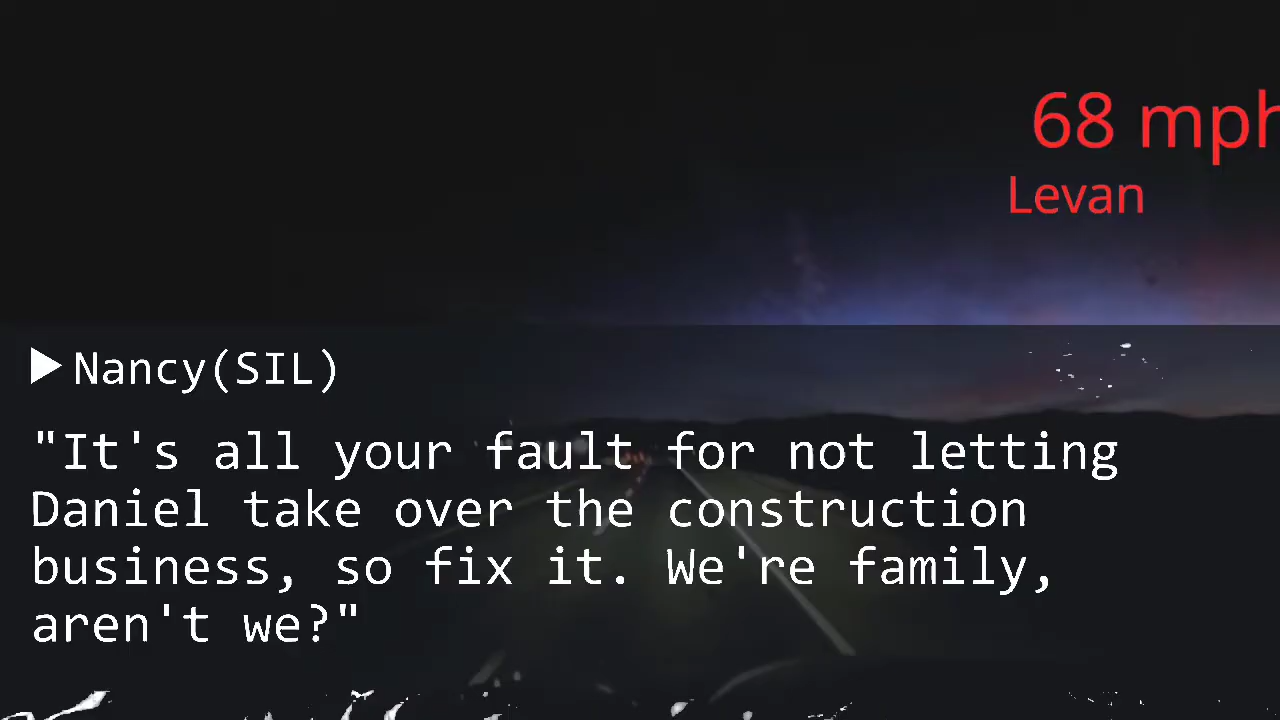 68 mph
Levan
▶Nancy(SIL)
"It's all your fault for not letting
Daniel take over the construction
business, so fix it. We're family,
aren't we?"